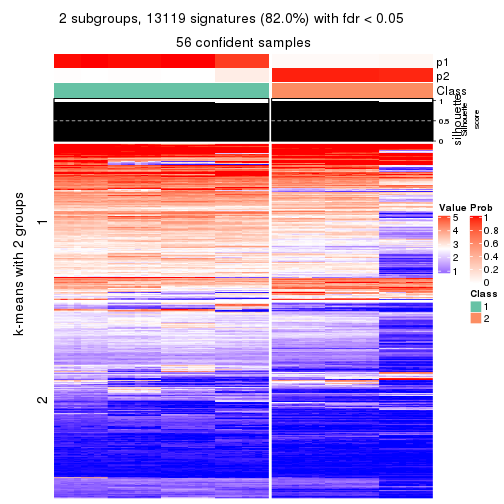 2 subgroups, 13119 signatures (82.0%) with fdr < 0.05
56 confident samples
p1
p2
Class
1
0.5
0
silhouette
Silhouette
score
k-means with 2 groups
1
2
Value
5
4
3
2
1
Prob
1
0.8
0.6
0.4
0.2
0
Class
1
2